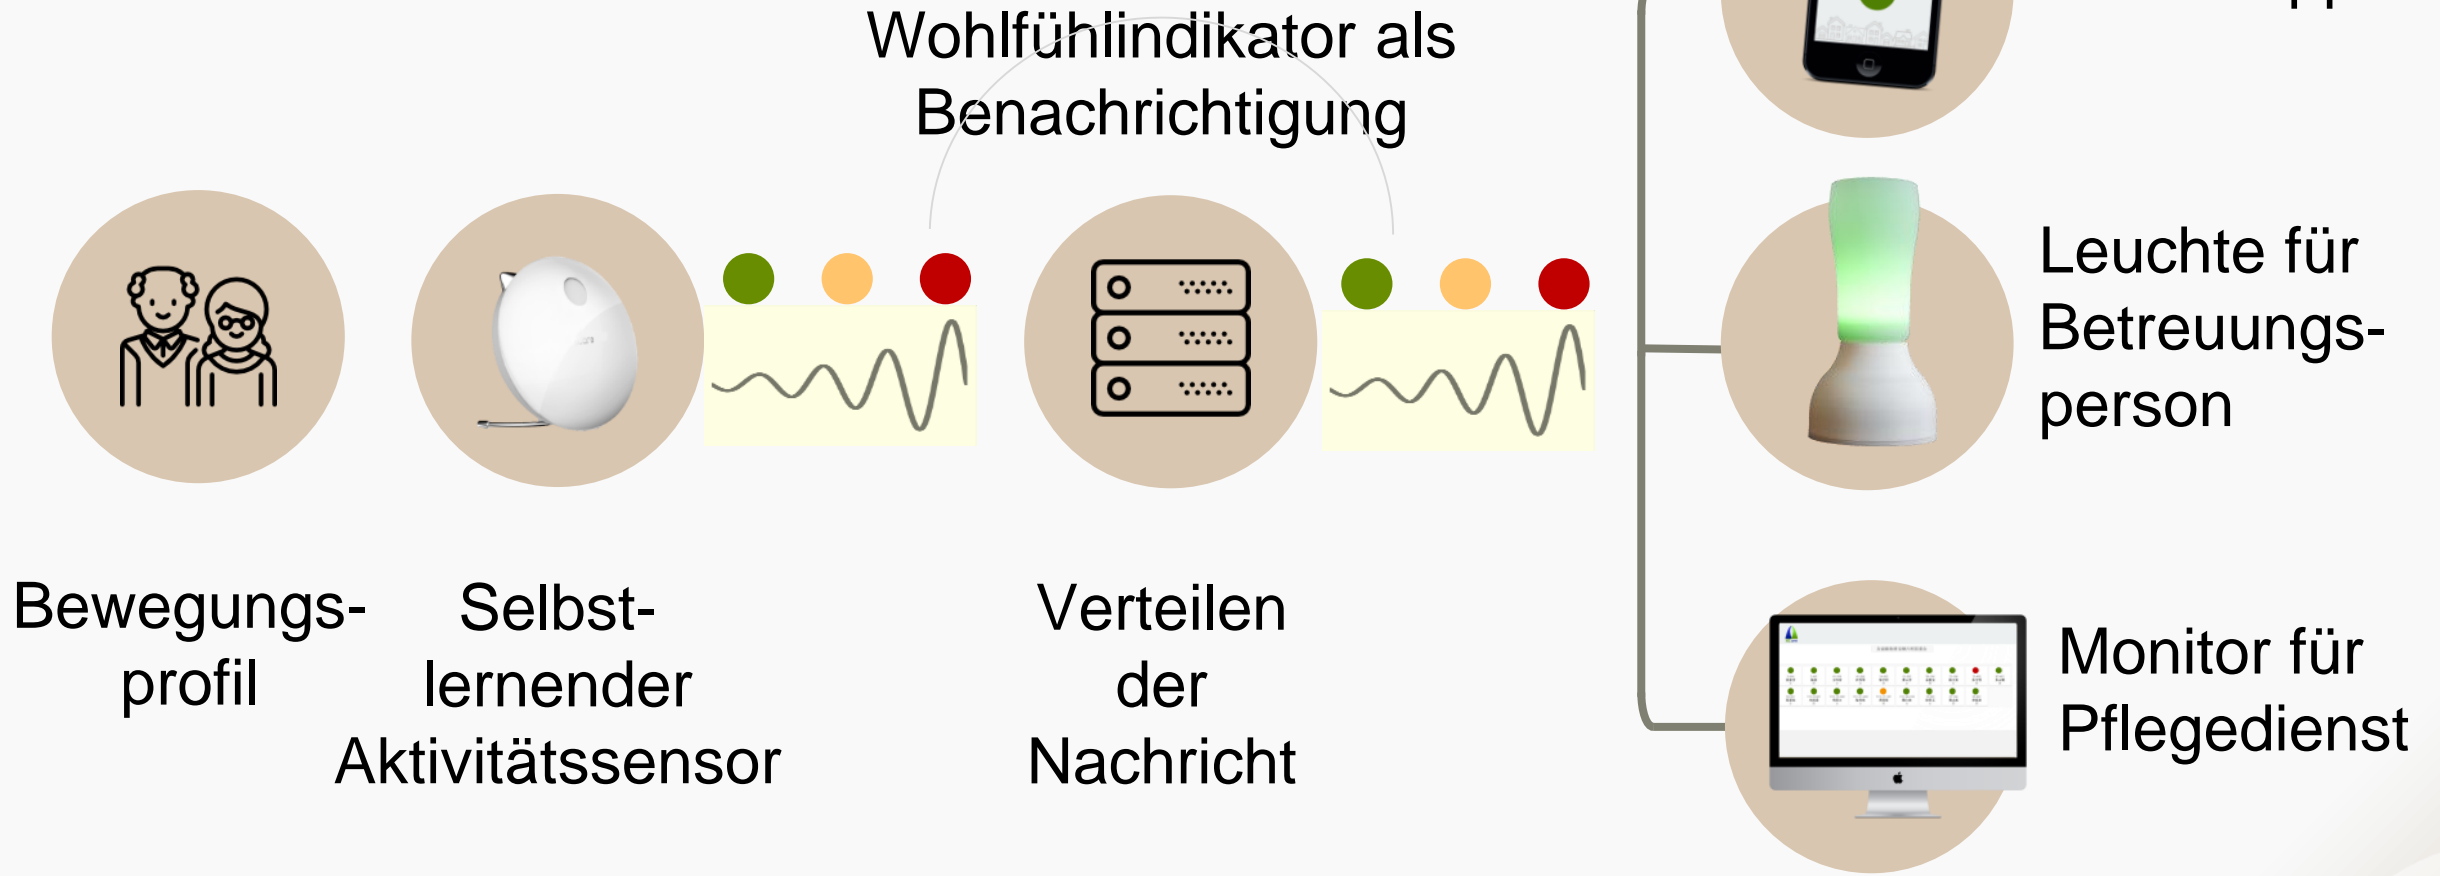 Wohlfühlindikator als
Benachrichtigung
Leuchte für
Betreuungs-
person
Bewegungs-
profil
Selbst-
lernender
Aktivitätssensor
Verteilen
der
Nachricht
Monitor für
Pflegedienst